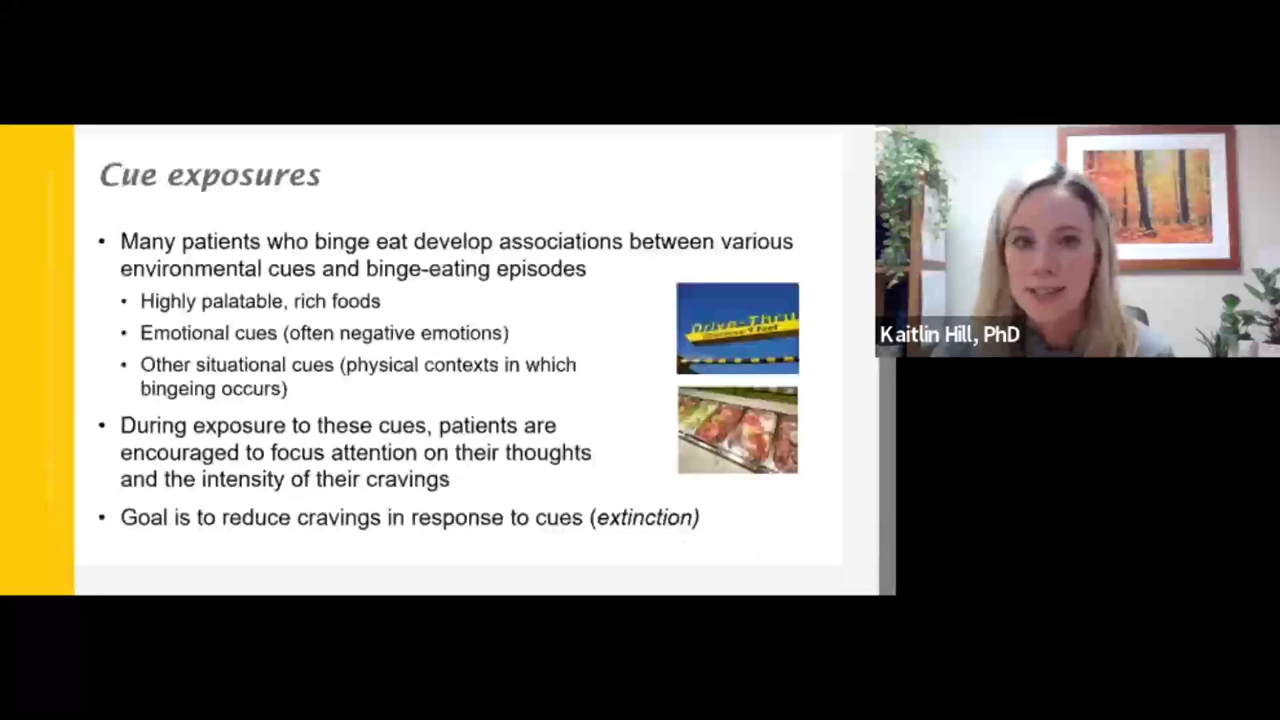 Cue exposures
• Many patients who binge eat develop associations between various
environmental cues and binge-eating episodes
• Highly palatable, rich foods
• Emotional cues (often negative emotions)
• Other situational cues (physical contexts in which
bingeing occurs)
Drive-Thru
• During exposure to these cues, patients are
encouraged to focus attention on their thoughts
and the intensity of their cravings
• Goal is to reduce cravings in response to cues (extinction)
Kaitlin Hill, PhD